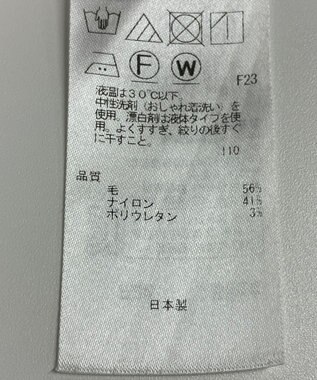 F W
F23
液温は30℃以下、
中性洗剤（おしゃれ着洗い）を
使用。漂白剤は液体タイプを使
用。よくすすぎ、絞りの後すぐ
に干すこと。
110
品質
毛 56%
ナイロン 41%
ポリウレタン 3%
日本製